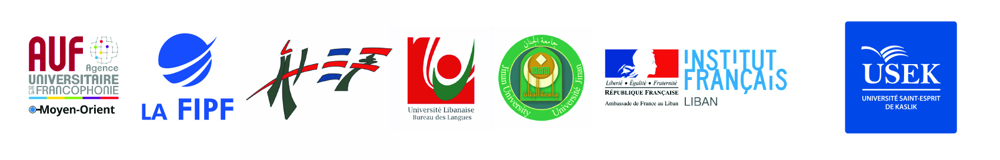 AUF
Agence
UNIVERSITAIRE
DE LA FRANCOPHONIE
Moyen-Orient
LA FIPF
Université Libanaise
Bureau des Langues
جامعة الجنان
جامعة الجنان
Jinan University
Université Jinan
Liberté • Égalité • Fraternité
RÉPUBLIQUE FRANÇAISE
Ambassade de France au Liban
INSTITUT
FRANÇAIS
LIBAN
USEK
UNIVERSITÉ SAINT-ESPRIT
DE KASLIK